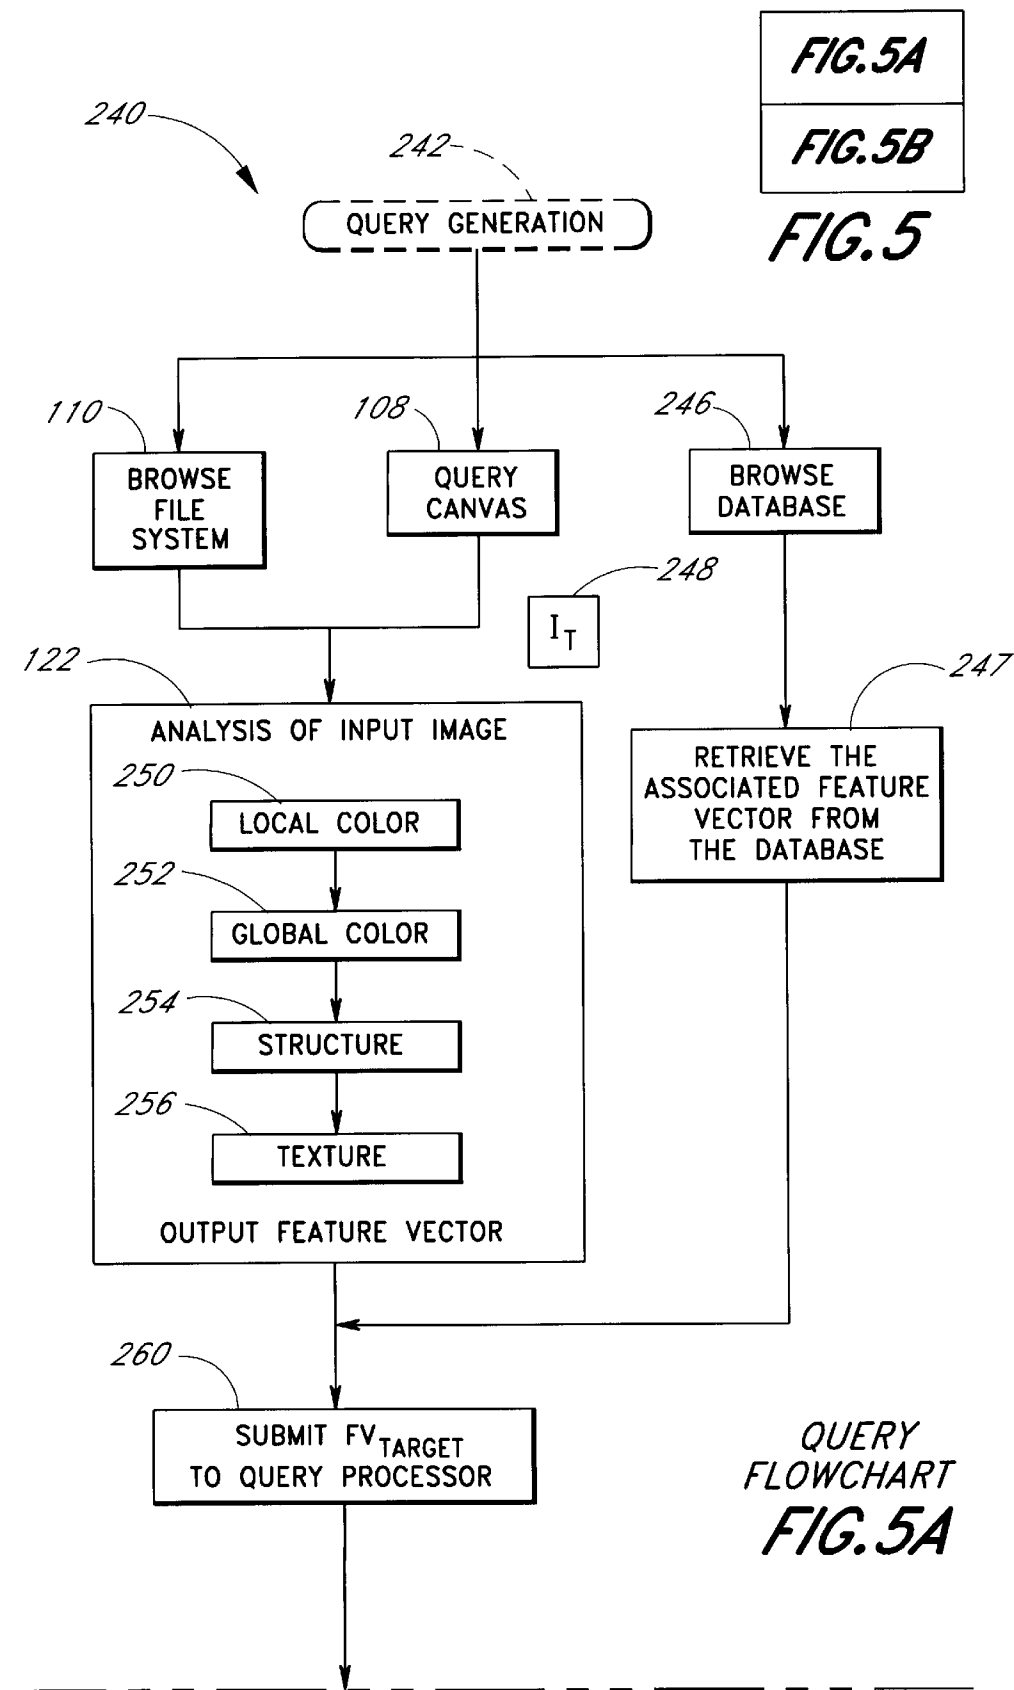 FIG.5A
FIG.5B
FIG.5
240
242
QUERY GENERATION
110
108
246
BROWSE
FILE
SYSTEM
QUERY
CANVAS
BROWSE
DATABASE
248
I_T
122
247
ANALYSIS OF INPUT IMAGE
250
LOCAL COLOR
252
GLOBAL COLOR
254
STRUCTURE
256
TEXTURE
OUTPUT FEATURE VECTOR
RETRIEVE THE
ASSOCIATED FEATURE
VECTOR FROM
THE DATABASE
260
SUBMIT FV_TARGET
TO QUERY PROCESSOR
QUERY
FLOWCHART
FIG.5A